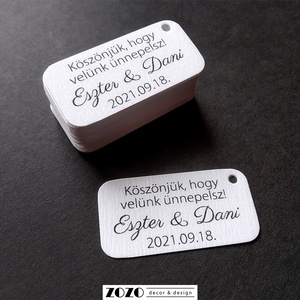 Köszönjük, hogy
velünk ünnepelsz!
Eszter & Dani
2021.09.18.
Köszönjük, hogy
velünk ünnepelsz!
Eszter & Dani
2021.09.18.
ZOZO decor & design